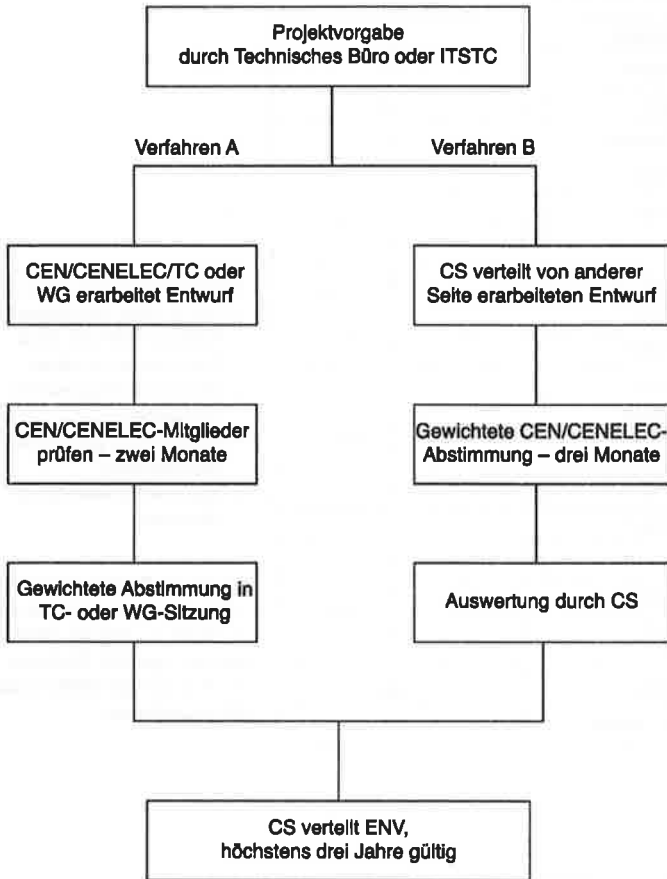 Projektvorgabe
durch Technisches Büro oder ITSTC
Verfahren A
Verfahren B
CEN/CENELEC/TC oder
WG erarbeitet Entwurf
CS verteilt von anderer
Seite erarbeiteten Entwurf
CEN/CENELEC-Mitglieder
prüfen – zwei Monate
Gewichtete CEN/CENELEC-
Abstimmung – drei Monate
Gewichtete Abstimmung in
TC- oder WG-Sitzung
Auswertung durch CS
CS verteilt ENV,
höchstens drei Jahre gültig